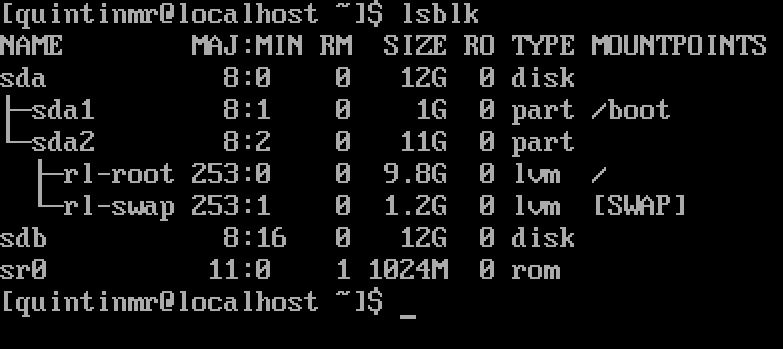 [quintinmr@localhost ~]$ lsblk
NAME        MAJ:MIN RM  SIZE RO TYPE MOUNTPOINTS
sda           8:0    0   12G  0 disk
├─sda1        8:1    0    1G  0 part /boot
└─sda2        8:2    0   11G  0 part
  ├─rl-root 253:0    0  9.8G  0 lvm  /
  └─rl-swap 253:1    0  1.2G  0 lvm  [SWAP]
sdb           8:16   0   12G  0 disk
sr0          11:0    1 1024M  0 rom
[quintinmr@localhost ~]$ _